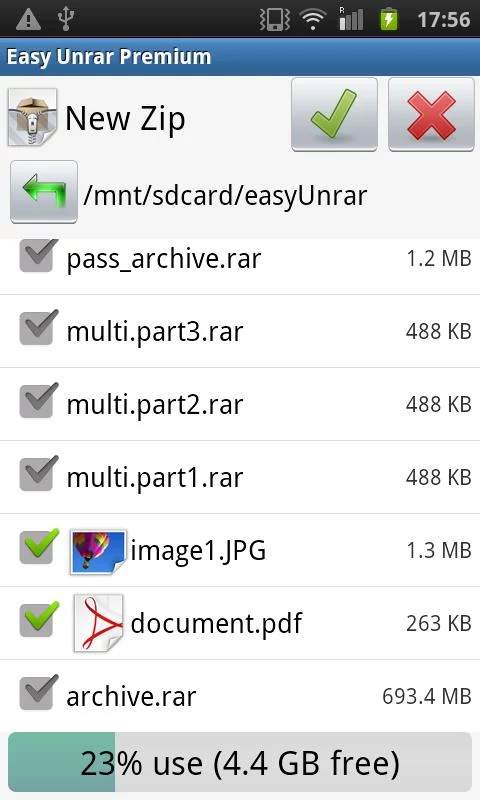 R
17:56
Easy Unrar Premium
New Zip
/mnt/sdcard/easyUnrar
pass_archive.rar 1.2 MB
multi.part3.rar 488 KB
multi.part2.rar 488 KB
multi.part1.rar 488 KB
image1.JPG 1.3 MB
document.pdf 263 KB
archive.rar 693.4 MB
23% use (4.4 GB free)